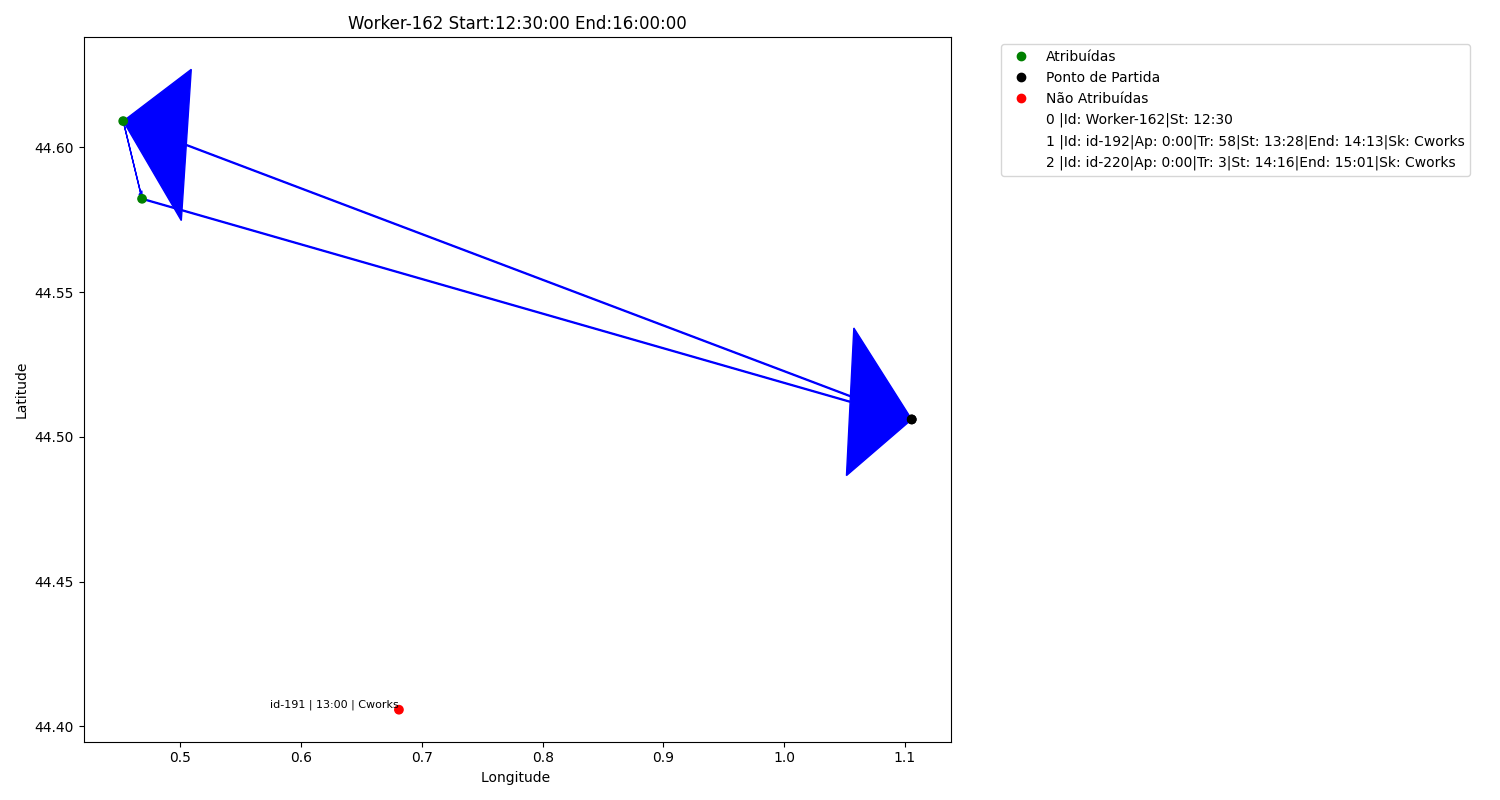 Worker-162 Start:12:30:00 End:16:00:00
Atribuídas
Ponto de Partida
Não Atribuídas
0 |Id: Worker-162|St: 12:30
1 |Id: id-192|Ap: 0:00|Tr: 58|St: 13:28|End: 14:13|Sk: Cworks
2 |Id: id-220|Ap: 0:00|Tr: 3|St: 14:16|End: 15:01|Sk: Cworks
Latitude
44.60
44.55
44.50
44.45
44.40
id-191 | 13:00 | Cworks
0.5 0.6 0.7 0.8 0.9 1.0 1.1
Longitude